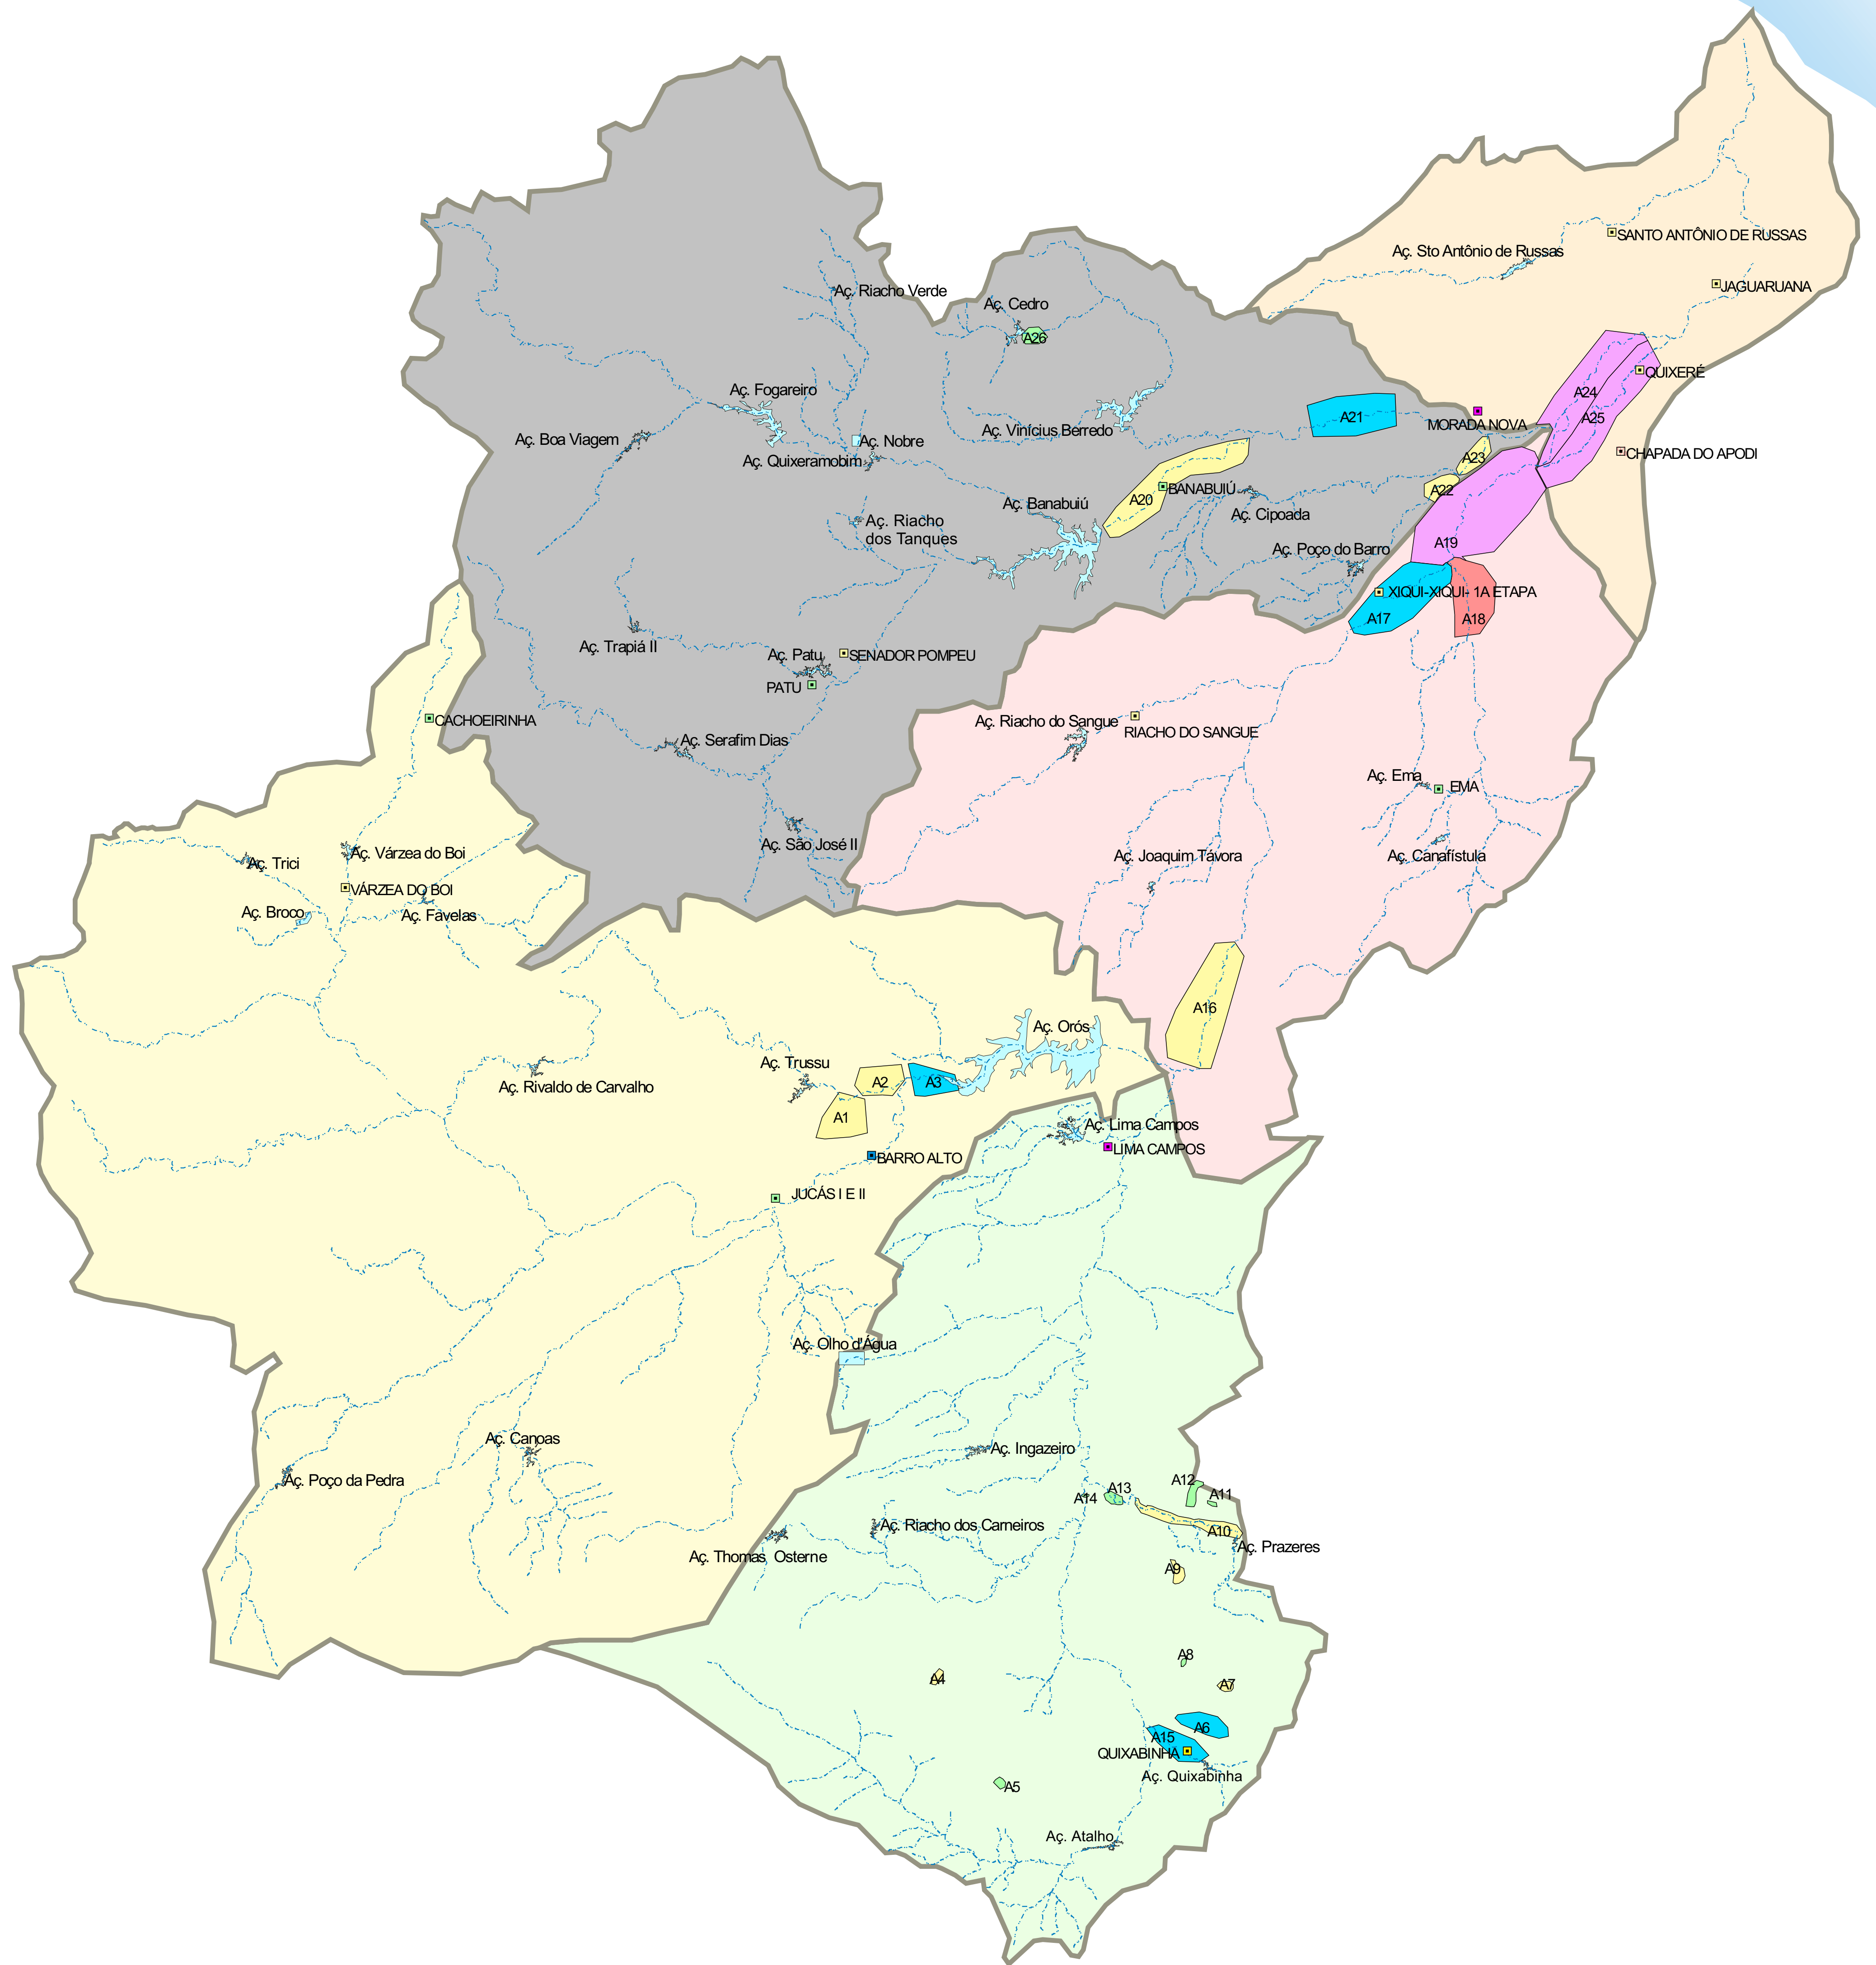 SANTO ANTÔNIO DE RUSSAS
Aç. Sto Antônio de Russas
JAGUARUANA
Aç. Riacho Verde
Aç. Cedro
A26
QUIXERÉ
Aç. Fogareiro
A24
A21
A25
MORADA NOVA
Aç. Vinícius Berredo
Aç. Boa Viagem
Aç. Nobre
CHAPADA DO APODI
Aç. Quixeramobim
A23
BANABUIÚ
A22
A20
Aç. Banabuiú
Aç. Cipoada
Aç. Riacho
dos Tanques
A19
Aç. Poço do Barro
XIQUI-XIQUI- 1A ETAPA
A17
A18
Aç. Trapiá II
Aç. Patu
SENADOR POMPEU
PATU
CACHOEIRINHA
Aç. Riacho do Sangue
RIACHO DO SANGUE
Aç. Serafim Dias
Aç. Ema
EMA
Aç. São José II
Aç. Várzea do Boi
Aç. Joaquim Távora
Aç. Canafístula
Aç. Trici
VÁRZEA DO BOI
Aç. Broco
Aç. Favelas
A16
Aç. Orós
Aç. Trussu
Aç. Rivaldo de Carvalho
A2
A3
A1
Aç. Lima Campos
LIMA CAMPOS
BARRO ALTO
JUCÁS I E II
Aç. Olho d'Água
Aç. Canoas
Aç. Ingazeiro
Aç. Poço da Pedra
A12
A13
A14
A11
Aç. Riacho dos Carneiros
A10
Aç. Prazeres
Aç. Thomas Osterne
A9
A8
A4
A7
A6
A15
QUIXABINHA
Aç. Quixabinha
A5
Aç. Atalho